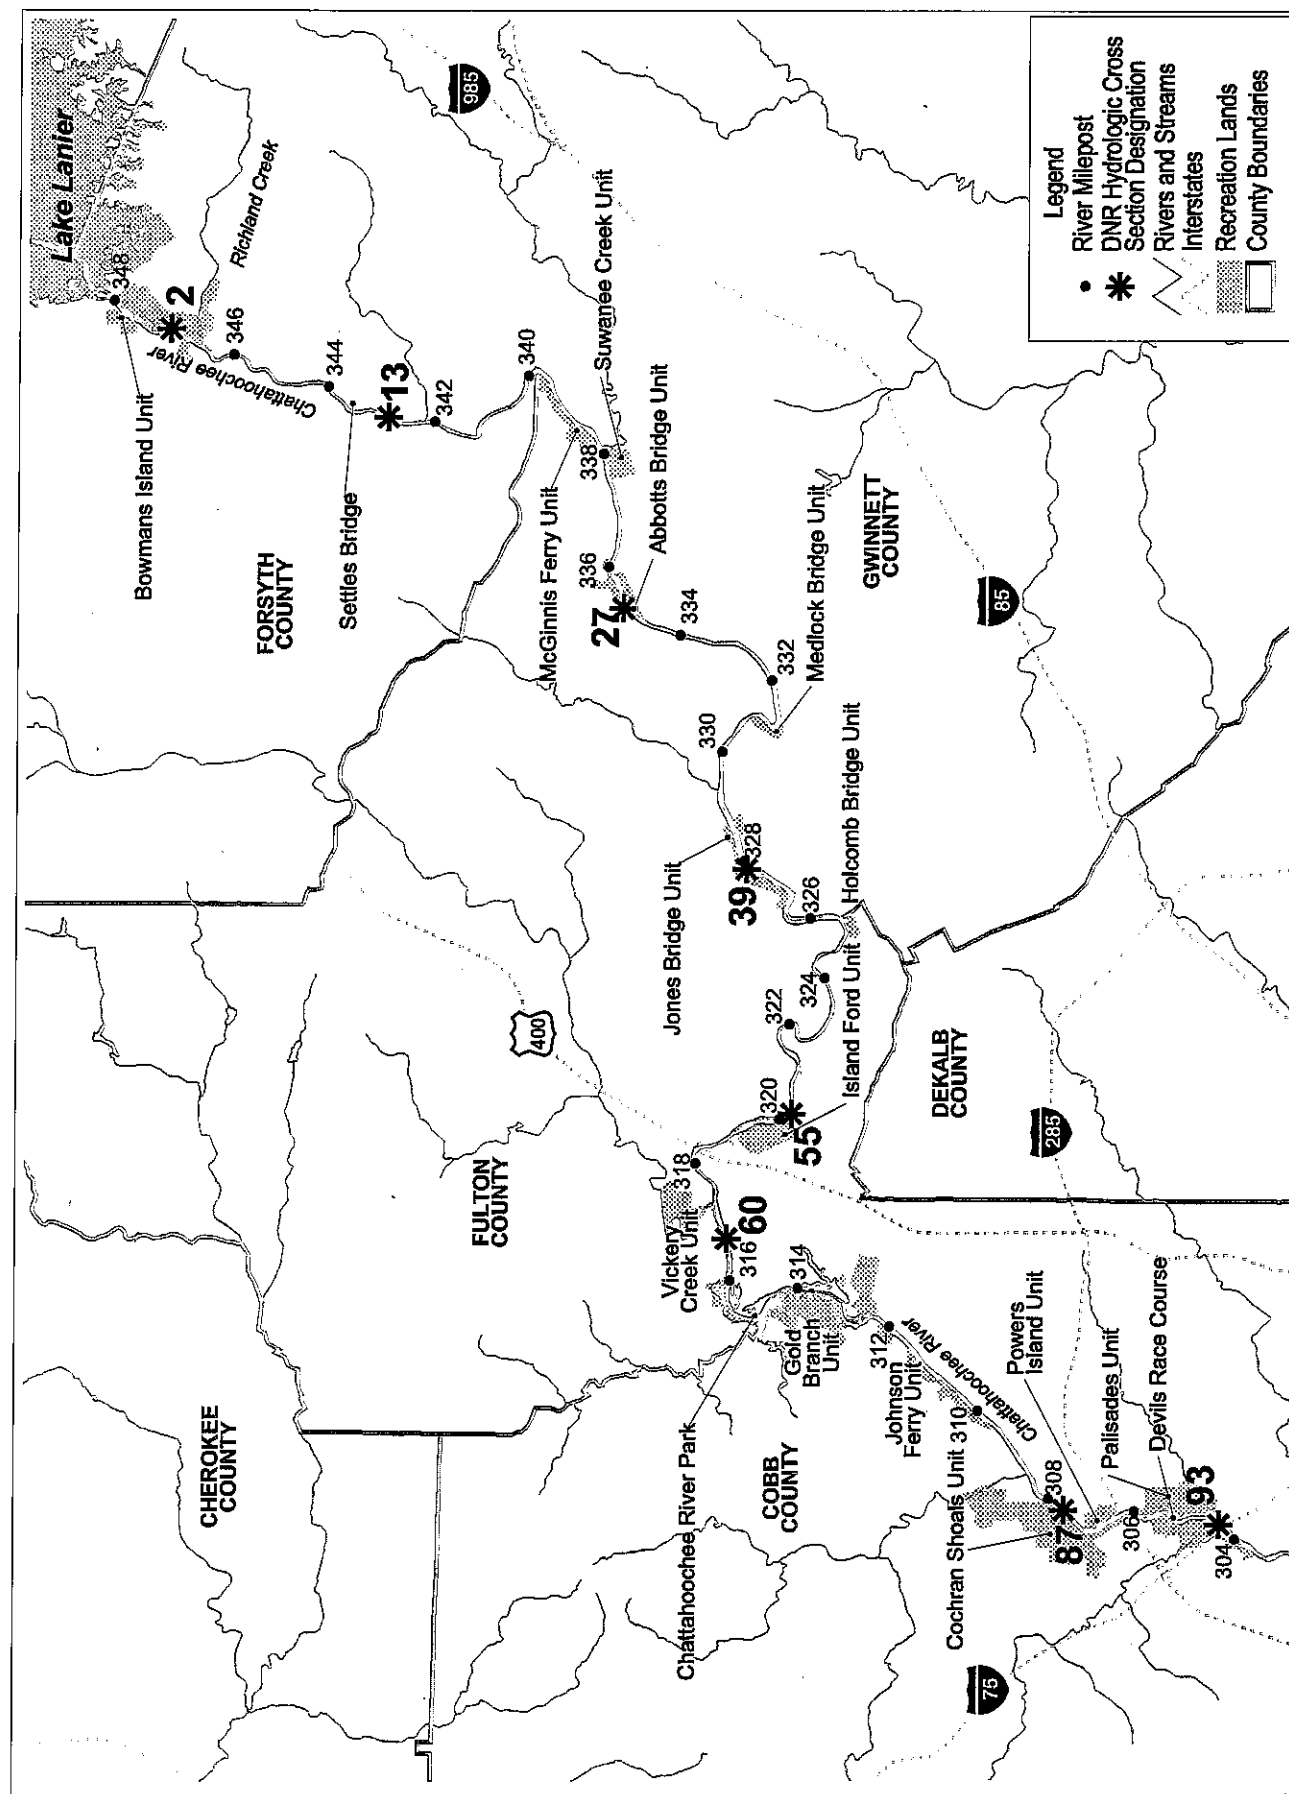 Lake Lanier
348
Bowmans Island Unit
2
Richland Creek
346
Chattahoochee River
344
Settles Bridge
13
342
985
340
FORSYTH
COUNTY
McGinnis Ferry Unit
338
Suwanee Creek Unit
336
27
Abbotts Bridge Unit
334
332
Medlock Bridge Unit
330
GWINNETT
COUNTY
85
Jones Bridge Unit
328
39
326
Holcomb Bridge Unit
324
322
Island Ford Unit
320
55
400
318
FULTON
COUNTY
DEKALB
COUNTY
285
Vickery
Creek Unit
60
316
314
Gold
Branch
Unit
Chattahoochee River Park
312
Johnson
Ferry Unit
Chattahoochee River
310
Powers
Island Unit
CHEROKEE
COUNTY
COBB
COUNTY
Cochran Shoals Unit
308
87
306
Palisades Unit
Devils Race Course
93
304
75
Legend
River Milepost
DNR Hydrologic Cross
Section Designation
Rivers and Streams
Interstates
Recreation Lands
County Boundaries